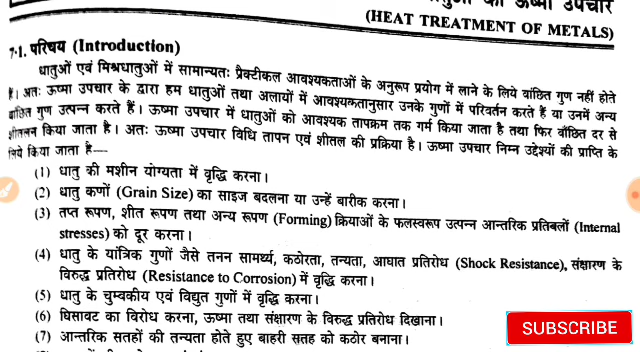 ऊष्मा उपचार
(HEAT TREATMENT OF METALS)
7·1. परिचय (Introduction)
धातुओं एवं मिश्रधातुओं में सामान्यतः प्रैक्टीकल आवश्यकताओं के अनुरूप प्रयोग में लाने के लिये वांछित गुण नहीं होते
हैं। अतः ऊष्मा उपचार के द्वारा हम धातुओं तथा अलायों में आवश्यकतानुसार उनके गुणों में परिवर्तन करते हैं या उनमें अन्य
वांछित गुण उत्पन्न करते हैं। ऊष्मा उपचार में धातुओं को आवश्यक तापक्रम तक गर्म किया जाता है तथा फिर वाँछित दर से
शीतलन किया जाता है। अतः ऊष्मा उपचार विधि तापन एवं शीतल की प्रक्रिया है। ऊष्मा उपचार निम्न उद्देश्यों की प्राप्ति के
लिये किया जाता है—
(1) धातु की मशीन योग्यता में वृद्धि करना।
(2) धातु कणों (Grain Size) का साइज बदलना या उन्हें बारीक करना।
(3) तप्त रूपण, शीत रूपण तथा अन्य रूपण (Forming) क्रियाओं के फलस्वरूप उत्पन्न आन्तरिक प्रतिबलों (Internal
stresses) को दूर करना।
(4) धातु के यांत्रिक गुणों जैसे तनन सामर्थ्य, कठोरता, तन्यता, आघात प्रतिरोध (Shock Resistance), संक्षारण के
विरुद्ध प्रतिरोध (Resistance to Corrosion) में वृद्धि करना।
(5) धातु के चुम्बकीय एवं विद्युत गुणों में वृद्धि करना।
(6) घिसावट का विरोध करना, ऊष्मा तथा संक्षारण के विरुद्ध प्रतिरोध दिखाना।
(7) आन्तरिक सतहों की तन्यता होते हुए बाहरी सतह को कठोर बनाना।
SUBSCRIBE